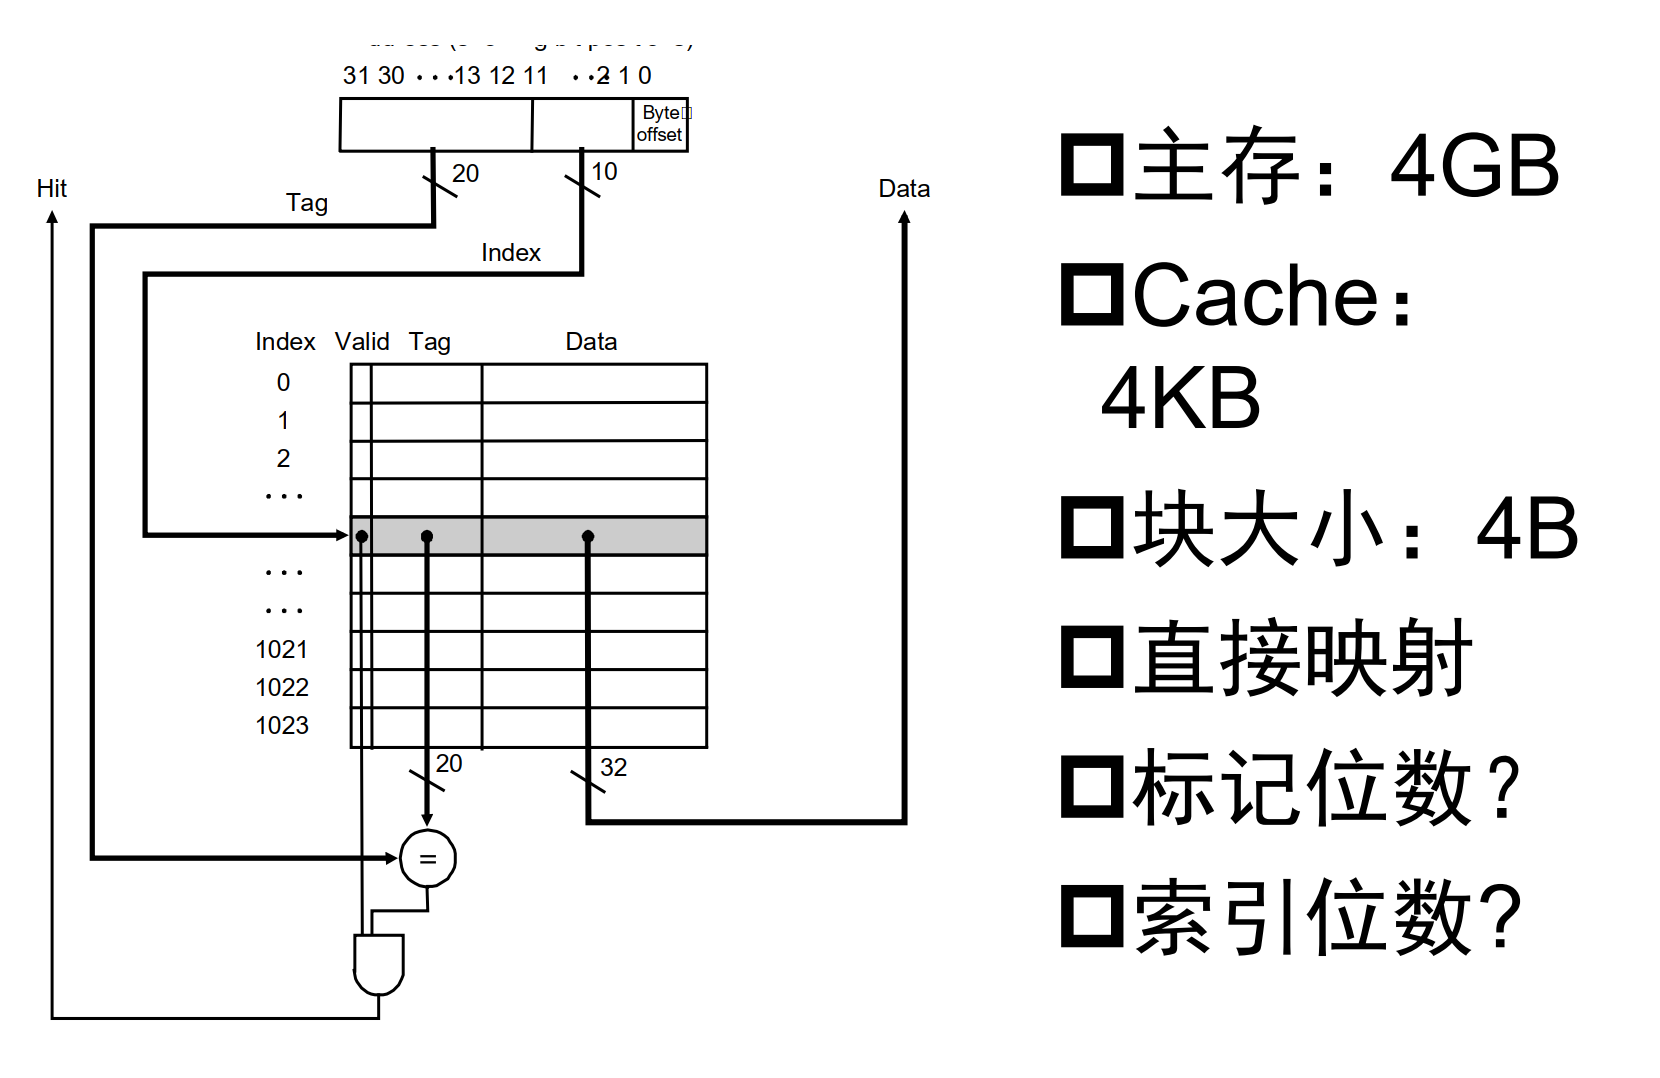 31 30 ···13 12 11 ···2 1 0
Byte
offset
20
10
Hit
Tag
Data
Index
Index Valid Tag Data
0
1
2
···
···
···
1021
1022
1023
20
32
=
主存：4GB
Cache：
4KB
块大小：4B
直接映射
标记位数？
索引位数?